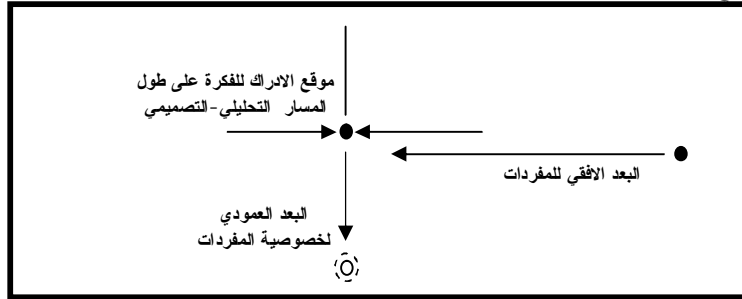 موقع الادراك للفكرة على طول
المسار التحليلي-التصميمي
البعد الافقي للمفردات
البعد العمودي
لخصوصية المفردات